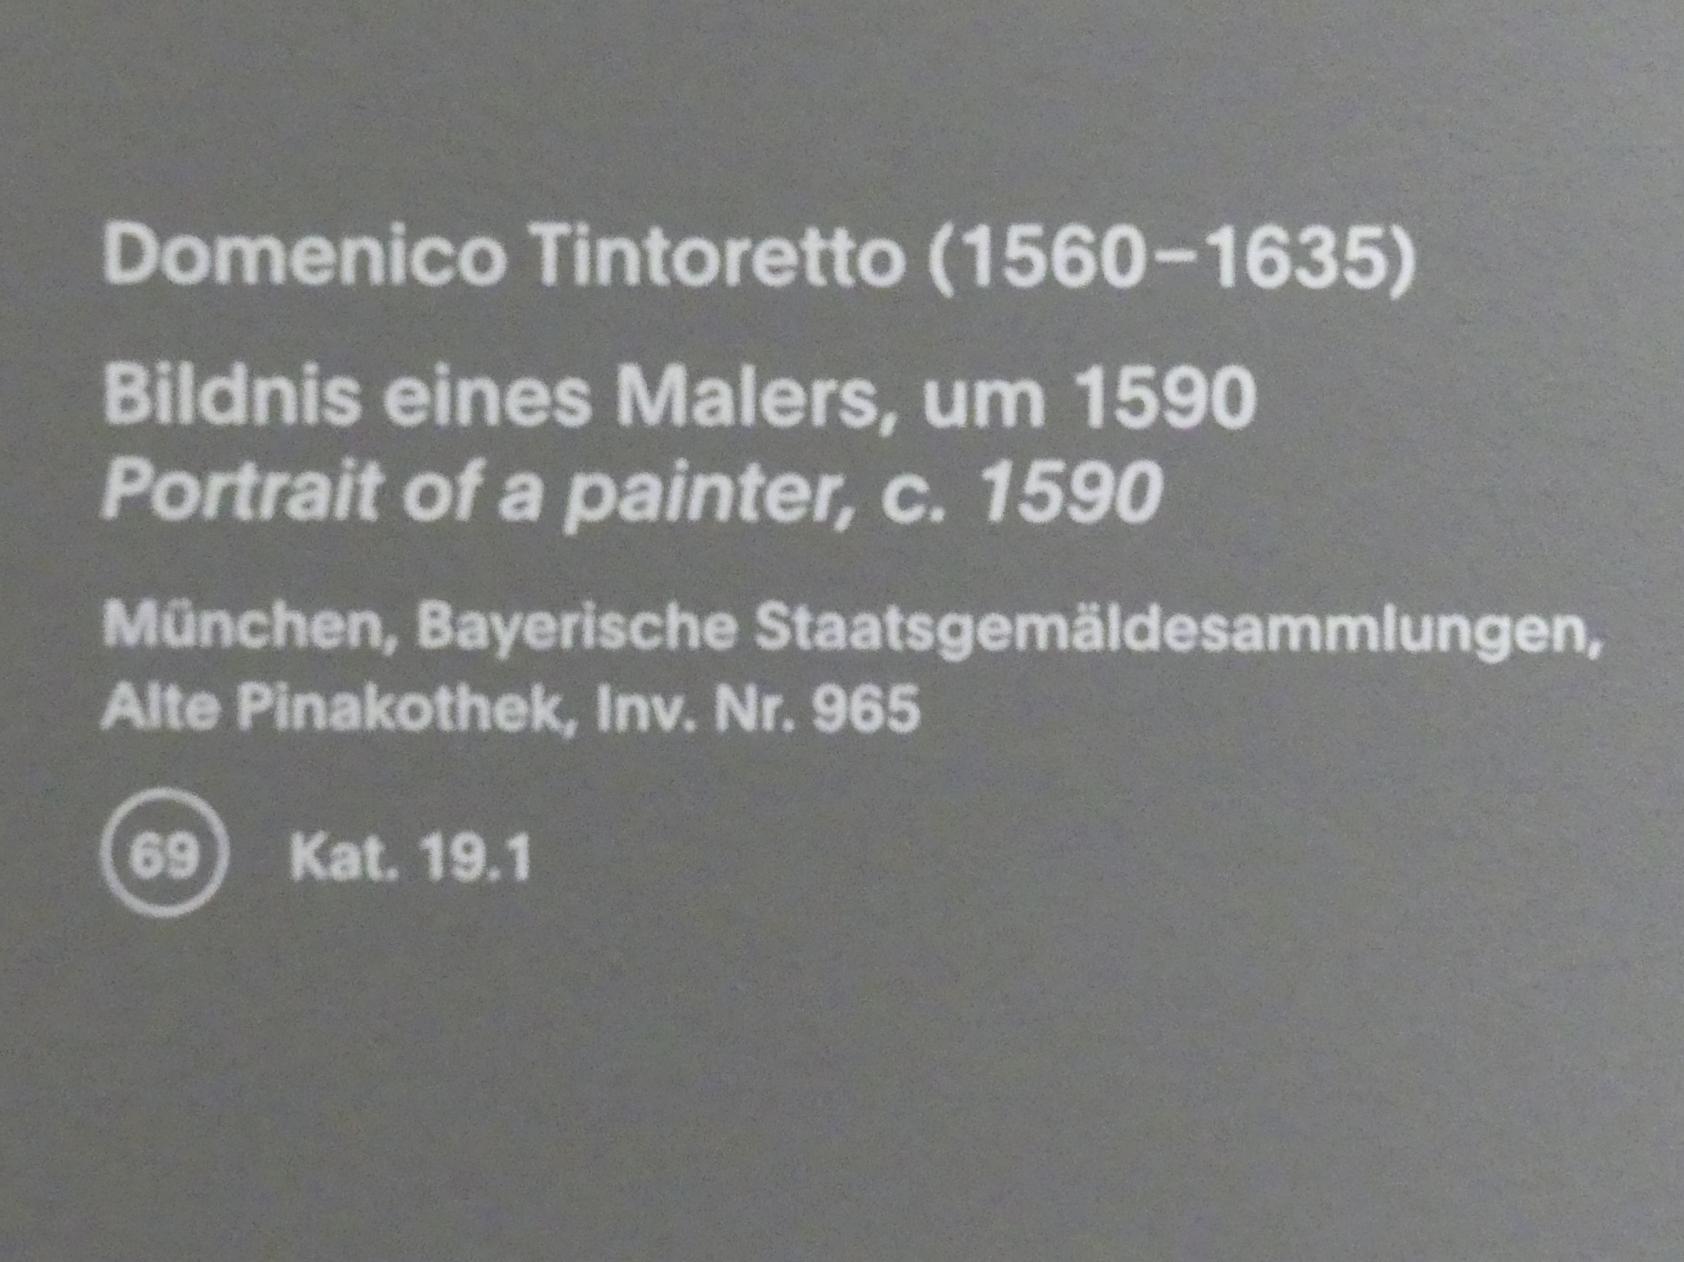 Domenico Tintoretto (1560–1635)
Bildnis eines Malers, um 1590
Portrait of a painter, c. 1590
München, Bayerische Staatsgemäldesammlungen,
Alte Pinakothek, Inv. Nr. 965
69 Kat. 19.1